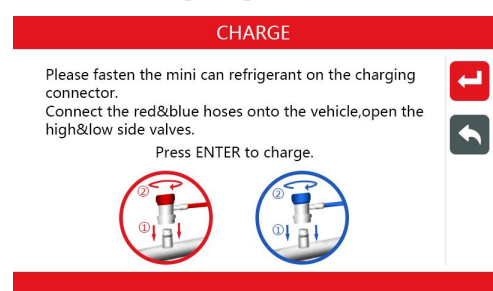 CHARGE
Please fasten the mini can refrigerant on the charging
connector.
Connect the red&blue hoses onto the vehicle,open the
high&low side valves.
Press ENTER to charge.
② ②
① ①